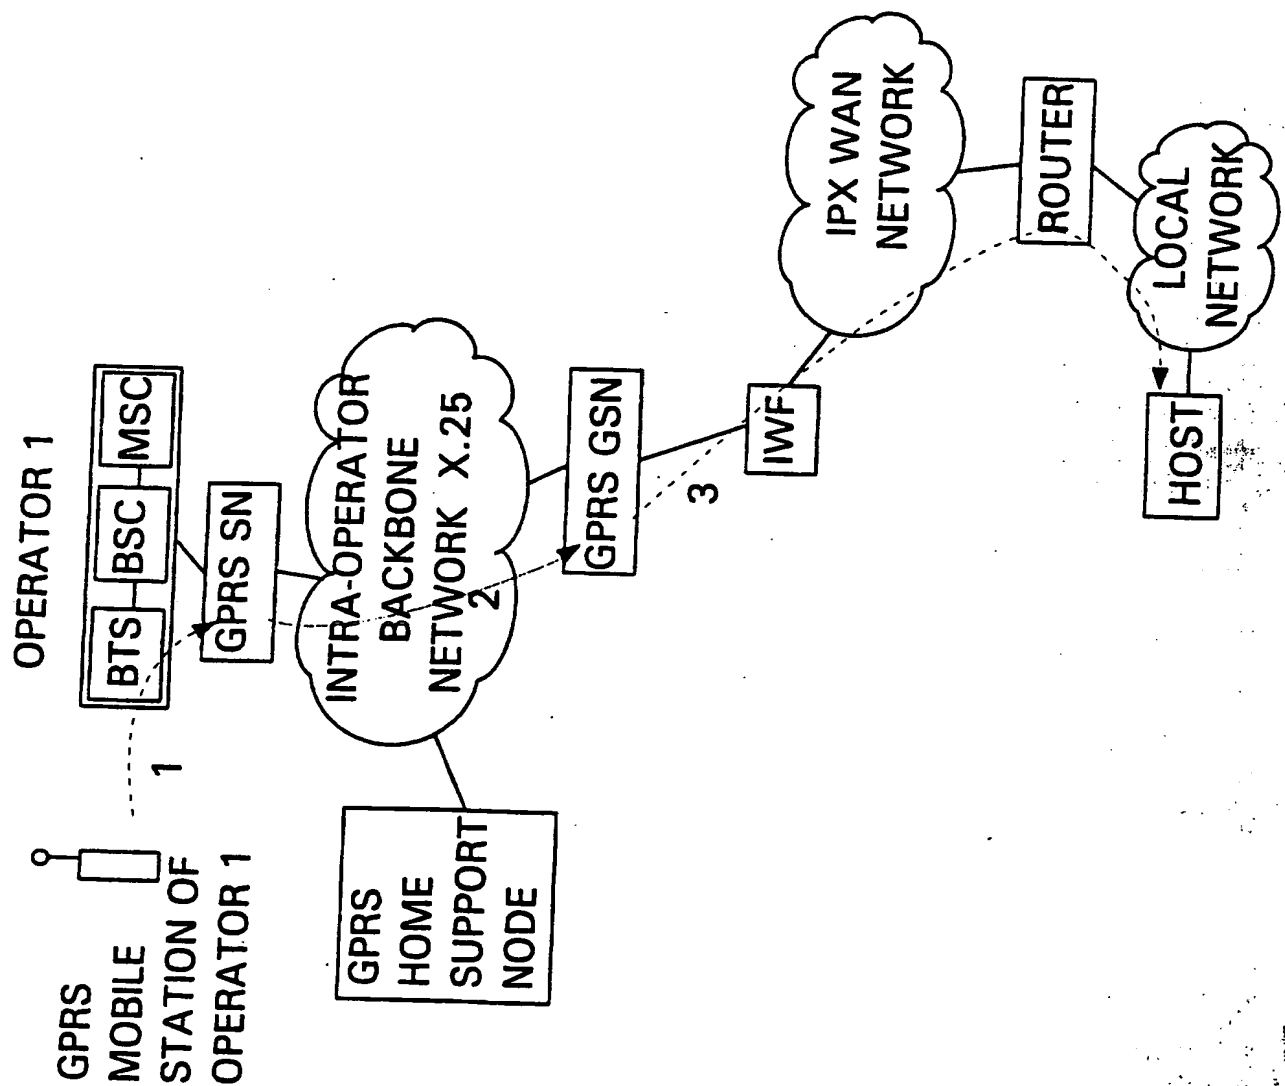 OPERATOR 1
BTS
BSC
MSC
GPRS
MOBILE
STATION OF
OPERATOR 1
1
GPRS SN
GPRS
HOME
SUPPORT
NODE
INTRA-OPERATOR
BACKBONE
NETWORK X.25
2
GPRS GSN
3
IWF
IPX WAN
NETWORK
ROUTER
LOCAL
NETWORK
HOST